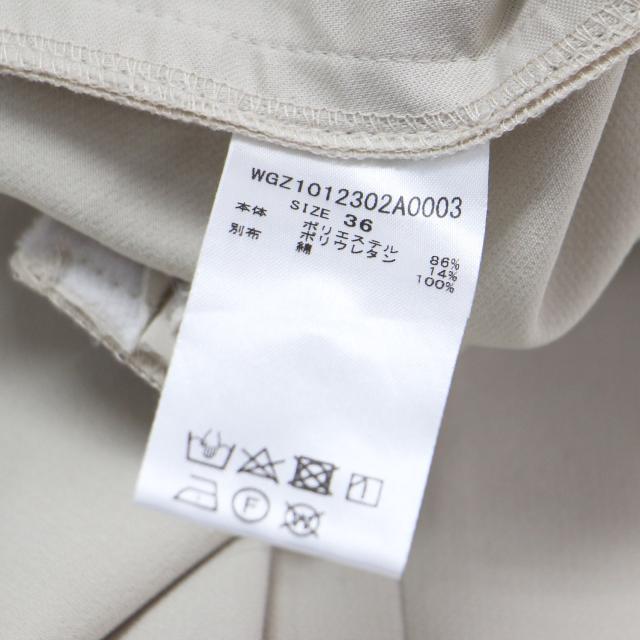 WGZ1012302A0003
SIZE 36
本体 ポリエステル 86%
ポリウレタン 14%
別布 綿 100%
F
W